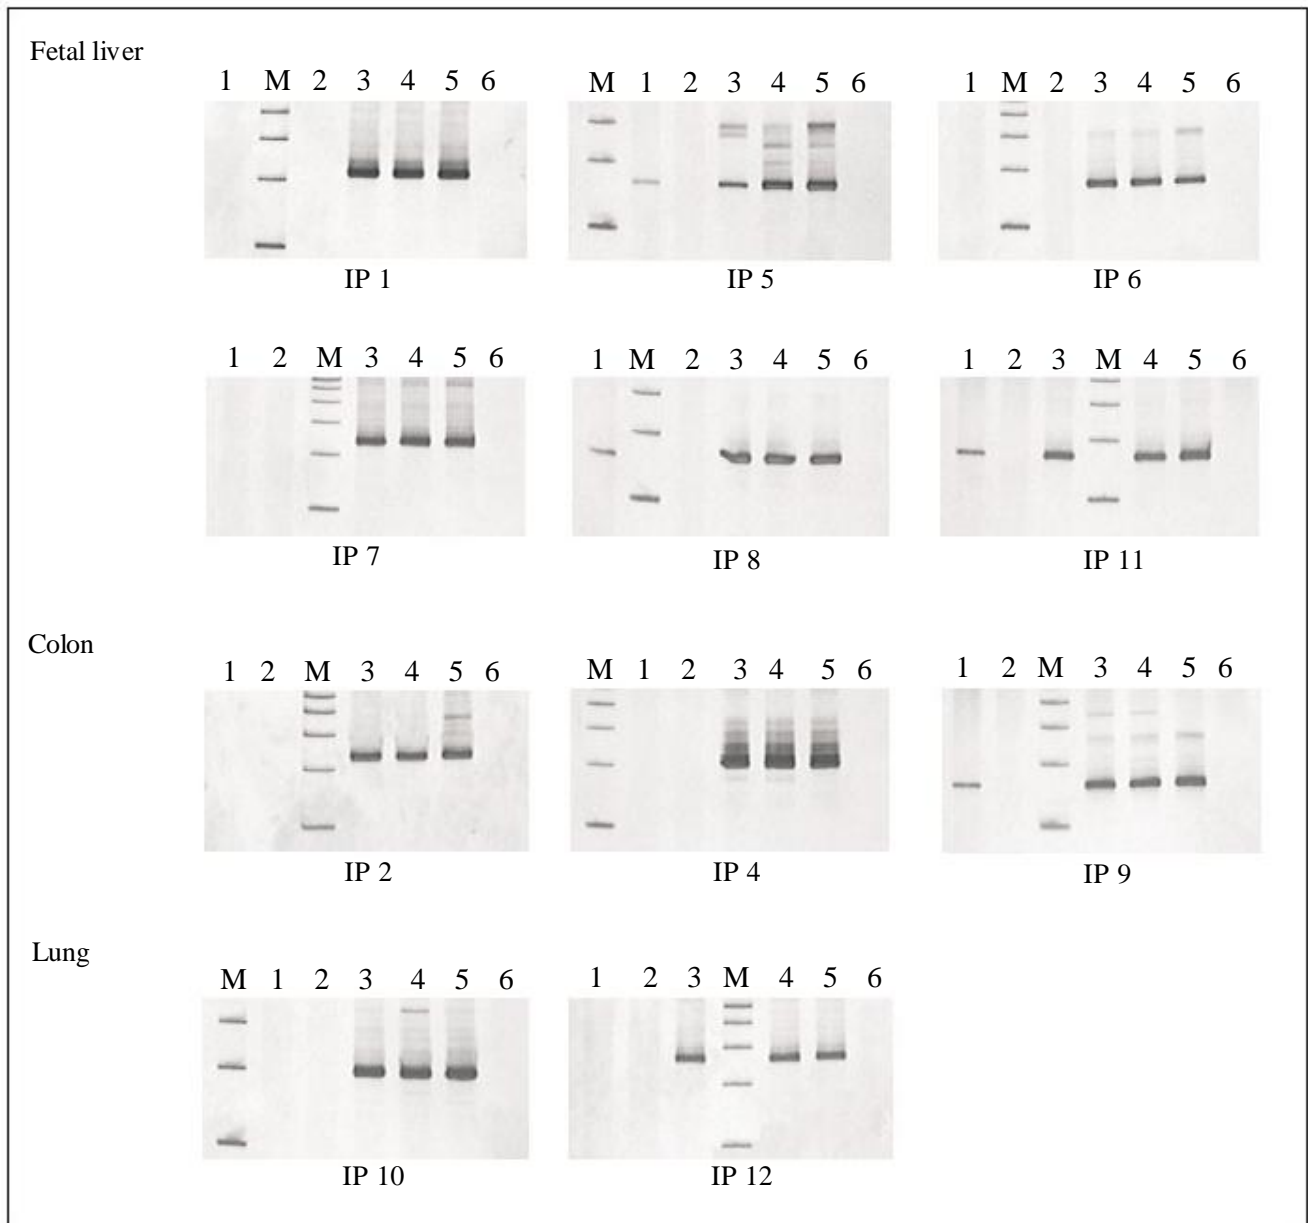 Fetal liver
1 M 2 3 4 5 6
M 1 2 3 4 5 6
1 M 2 3 4 5 6
IP 1
IP 5
IP 6
1 2 M 3 4 5 6
1 M 2 3 4 5 6
1 2 3 M 4 5 6
IP 7
IP 8
IP 11
Colon
1 2 M 3 4 5 6
M 1 2 3 4 5 6
1 2 M 3 4 5 6
IP 2
IP 4
IP 9
Lung
M 1 2 3 4 5 6
1 2 3 M 4 5 6
IP 10
IP 12